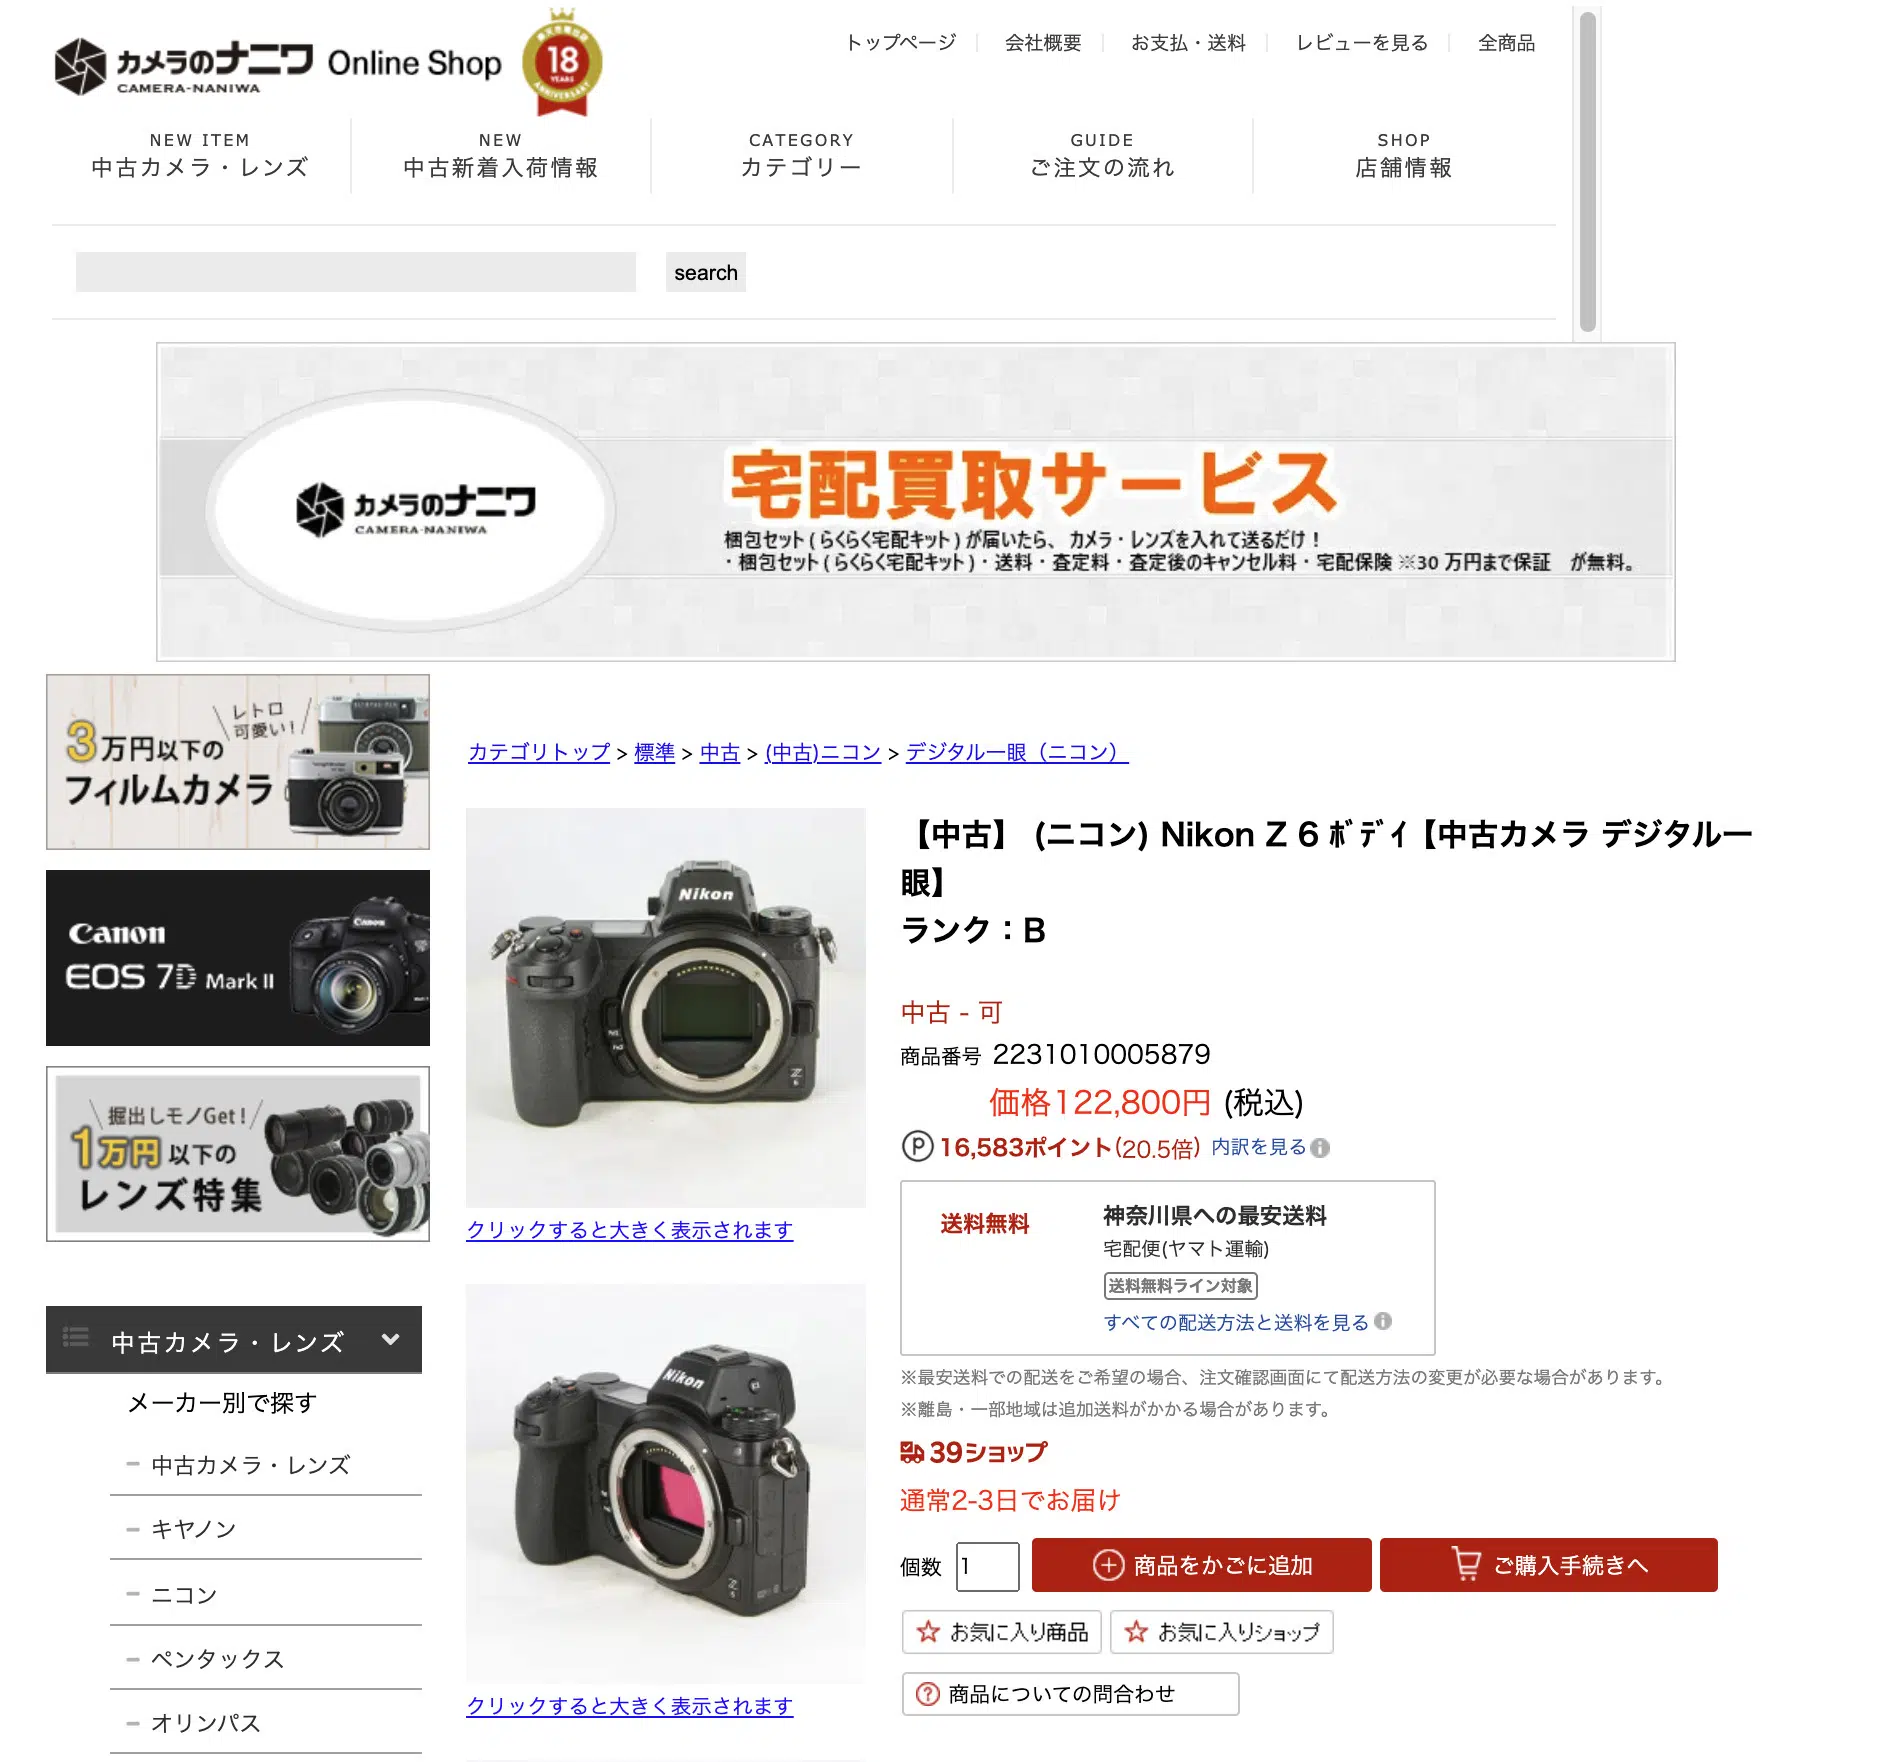 カメラのナニワ Online Shop
CAMERA-NANIWA
18
YEARS
ANNIVERSARY
トップページ
会社概要
お支払・送料
レビューを見る
全商品
NEW ITEM
中古カメラ・レンズ
NEW
中古新着入荷情報
CATEGORY
カテゴリー
GUIDE
ご注文の流れ
SHOP
店舗情報
search
カメラのナニワ
CAMERA-NANIWA
宅配買取サービス
梱包セット(らくらく宅配キット)が届いたら、カメラ・レンズを入れて送るだけ！
・梱包セット(らくらく宅配キット)・送料・査定料・査定後のキャンセル料・宅配保険 ※30 万円まで保証　が無料。
レトロ
可愛い！
3万円以下の
フィルムカメラ
Canon
EOS 7D Mark II
Canon
掘出しモノGet！
1万円以下の
レンズ特集
中古カメラ・レンズ
メーカー別で探す
中古カメラ・レンズ
キヤノン
ニコン
ペンタックス
オリンパス
カテゴリトップ > 標準 > 中古 > (中古)ニコン > デジタル一眼（ニコン）
Nikon
Z
6
クリックすると大きく表示されます
Nikon
Z
6
クリックすると大きく表示されます
【中古】 (ニコン) Nikon Z 6 ﾎﾞﾃﾞｲ【中古カメラ デジタル一
眼】
ランク：B
中古 - 可
商品番号 2231010005879
価格122,800円 (税込)
P 16,583ポイント(20.5倍) 内訳を見る i
送料無料
神奈川県への最安送料
宅配便(ヤマト運輸)
送料無料ライン対象
すべての配送方法と送料を見る i
※最安送料での配送をご希望の場合、注文確認画面にて配送方法の変更が必要な場合があります。
※離島・一部地域は追加送料がかかる場合があります。
39ショップ
通常2-3日でお届け
個数 1 商品をかごに追加 ご購入手続きへ
お気に入り商品 お気に入りショップ
? 商品についての問合わせ